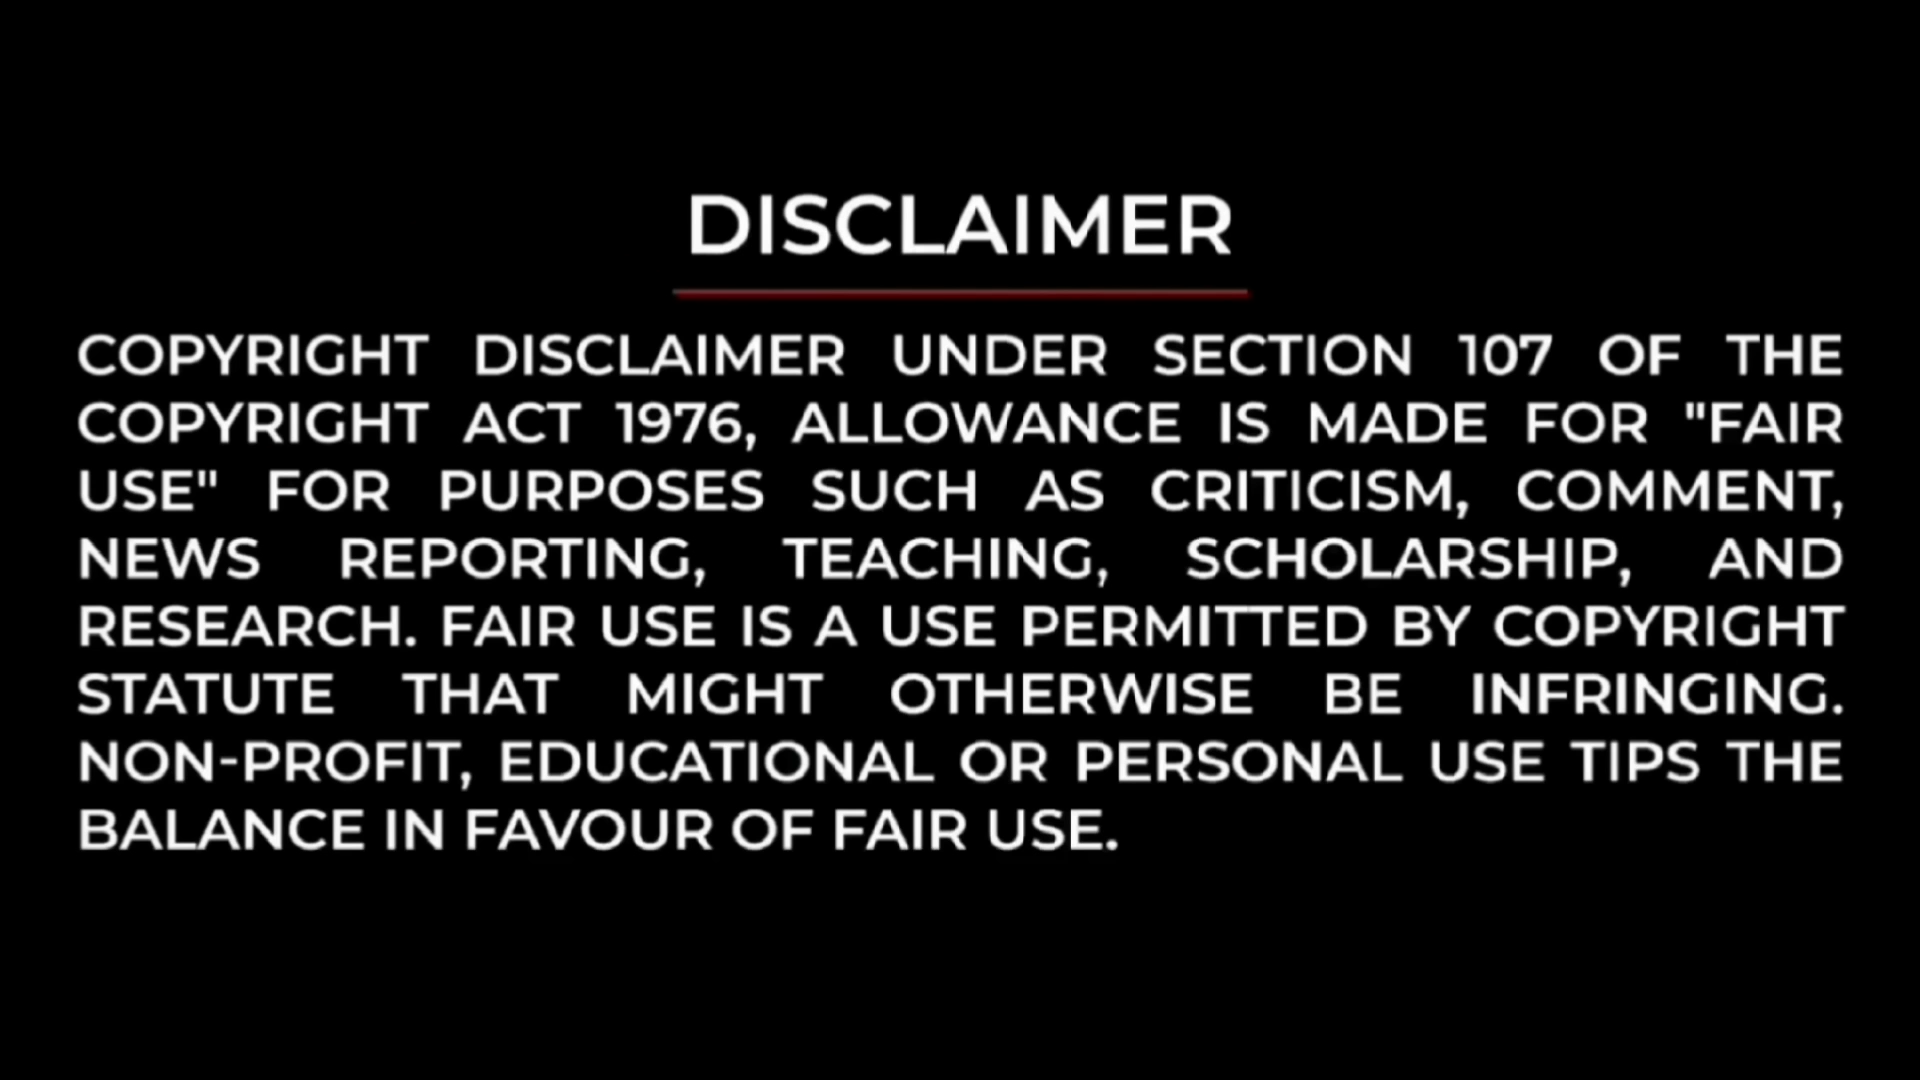 DISCLAIMER
COPYRIGHT DISCLAIMER UNDER SECTION 107 OF THE
COPYRIGHT ACT 1976, ALLOWANCE IS MADE FOR "FAIR
USE" FOR PURPOSES SUCH AS CRITICISM, COMMENT,
NEWS REPORTING, TEACHING, SCHOLARSHIP, AND
RESEARCH. FAIR USE IS A USE PERMITTED BY COPYRIGHT
STATUTE THAT MIGHT OTHERWISE BE INFRINGING.
NON-PROFIT, EDUCATIONAL OR PERSONAL USE TIPS THE
BALANCE IN FAVOUR OF FAIR USE.